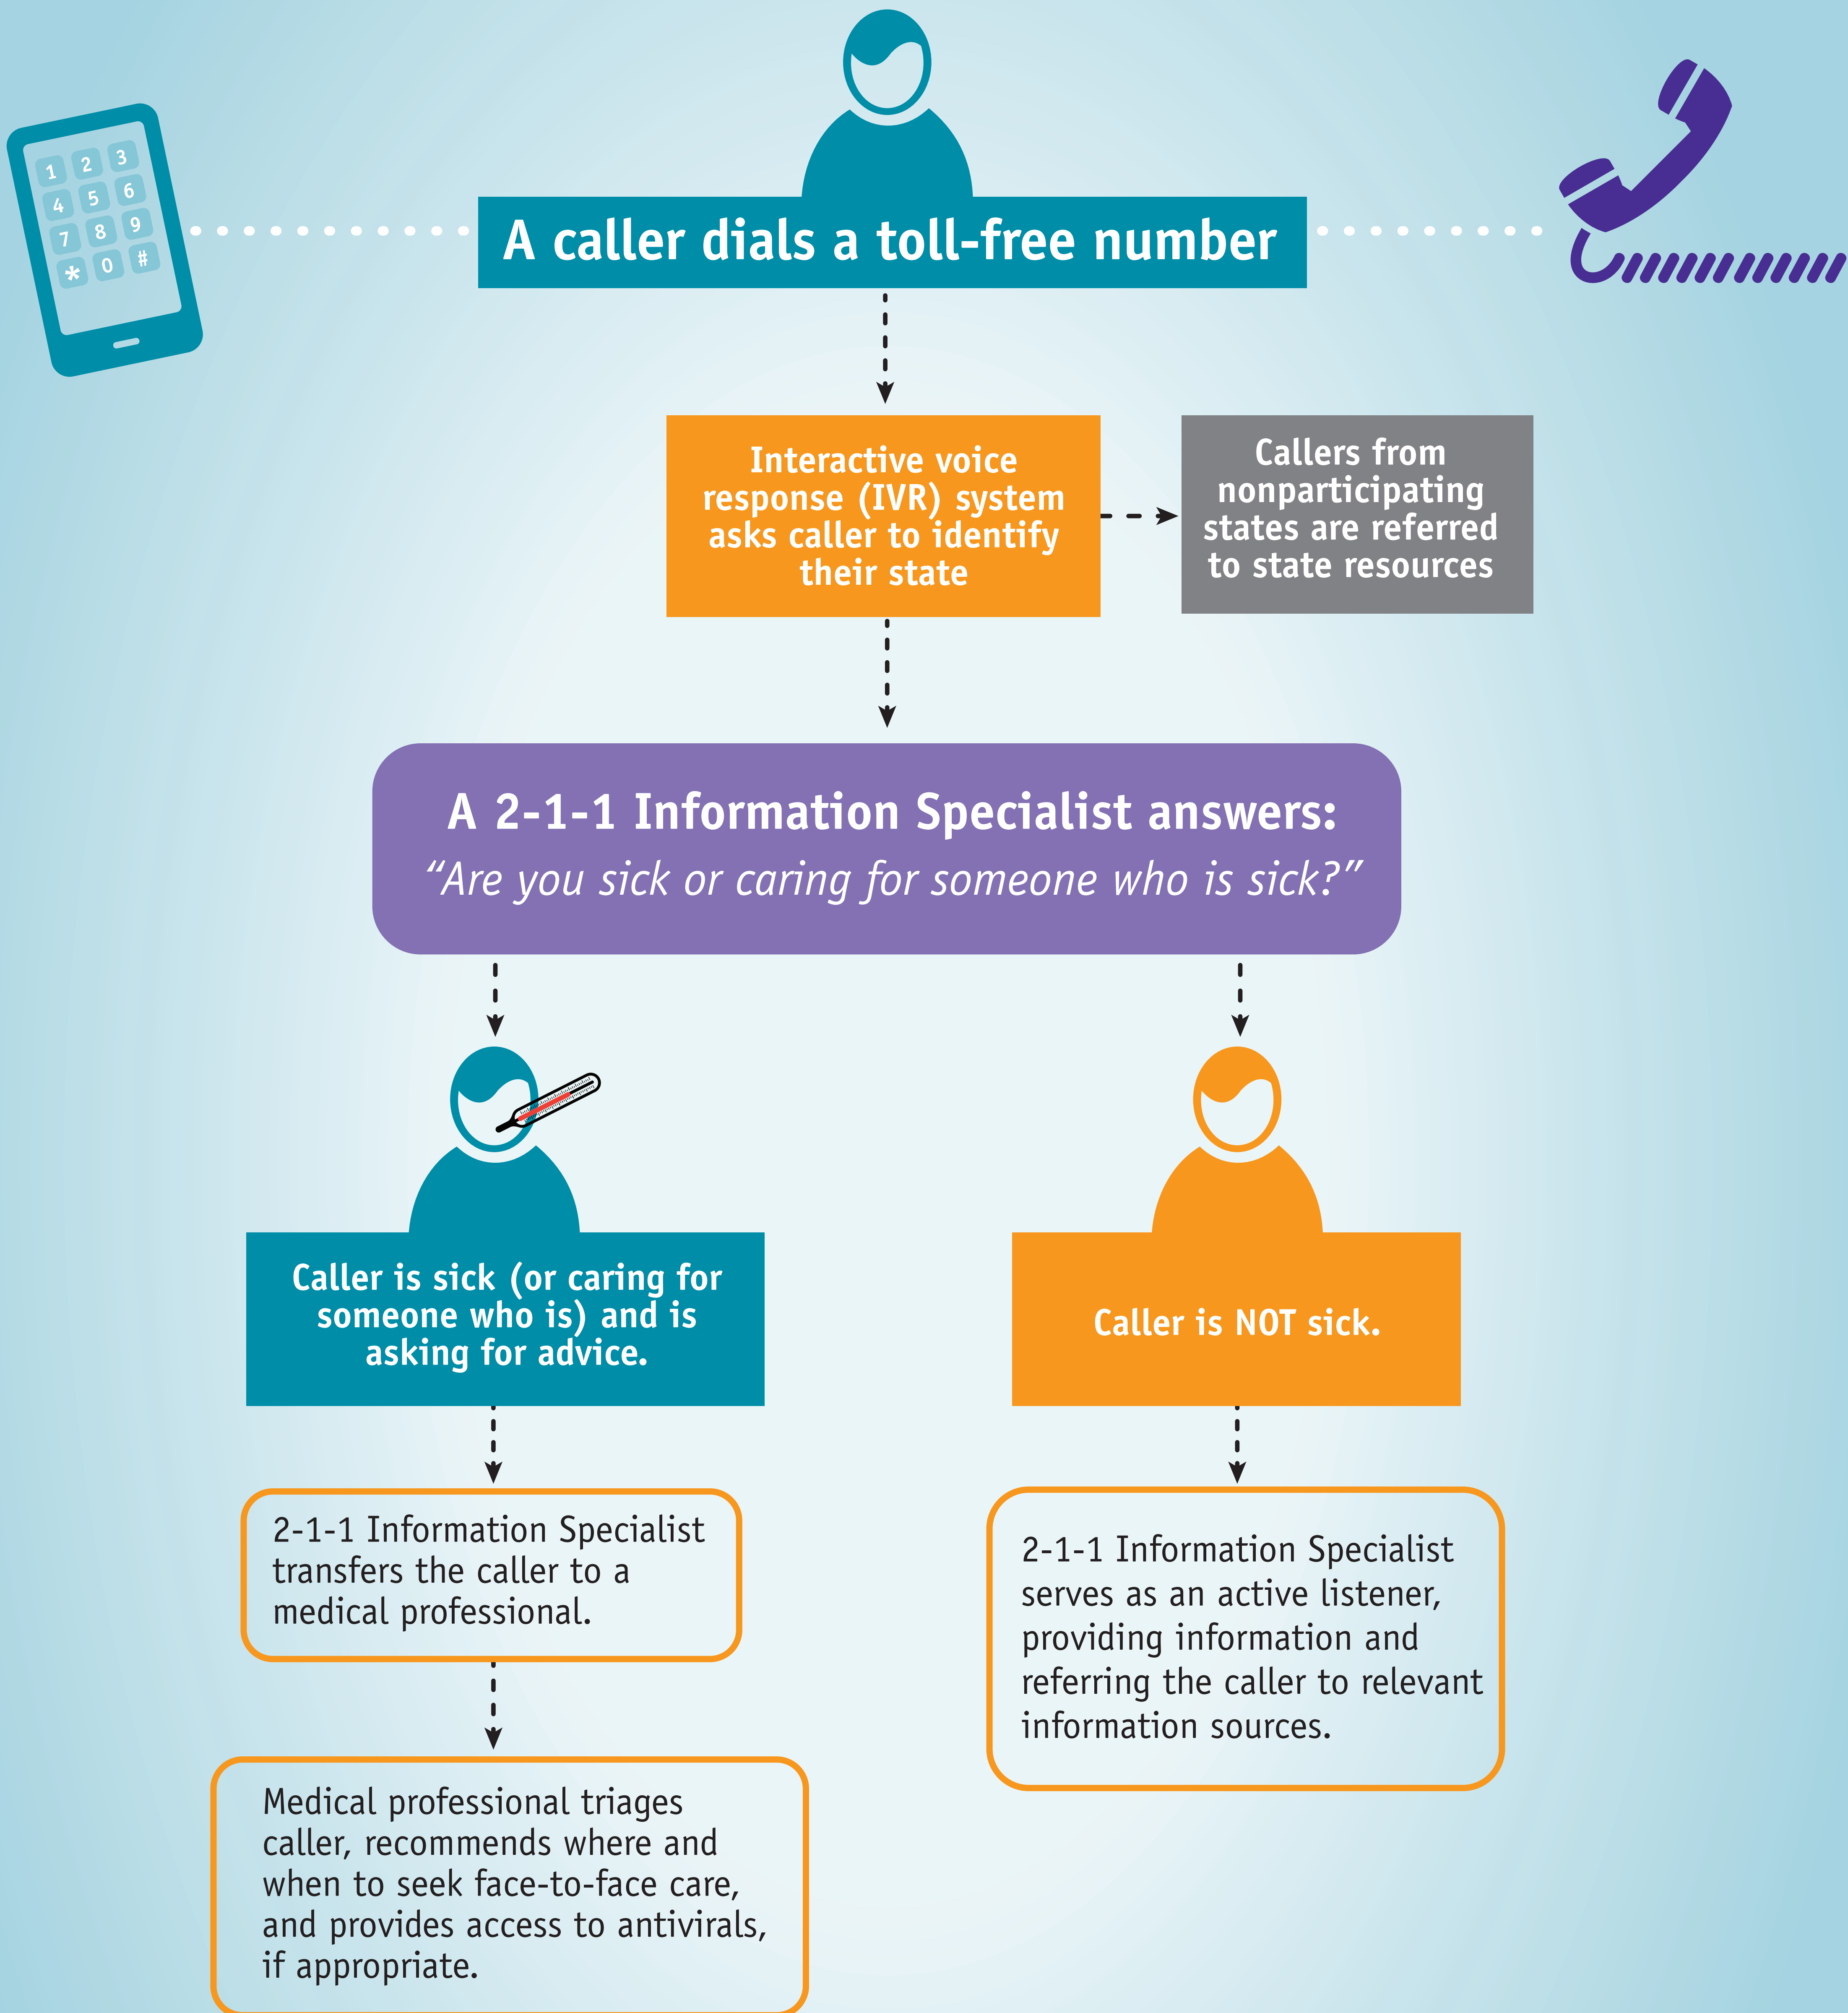 1 2 3
4 5 6
7 8 9
* 0 #
A caller dials a toll-free number
Interactive voice
response (IVR) system
asks caller to identify
their state
Callers from
nonparticipating
states are referred
to state resources
A 2-1-1 Information Specialist answers:
“Are you sick or caring for someone who is sick?”
Caller is sick (or caring for
someone who is) and is
asking for advice.
Caller is NOT sick.
2-1-1 Information Specialist
transfers the caller to a
medical professional.
2-1-1 Information Specialist
serves as an active listener,
providing information and
referring the caller to relevant
information sources.
Medical professional triages
caller, recommends where and
when to seek face-to-face care,
and provides access to antivirals,
if appropriate.